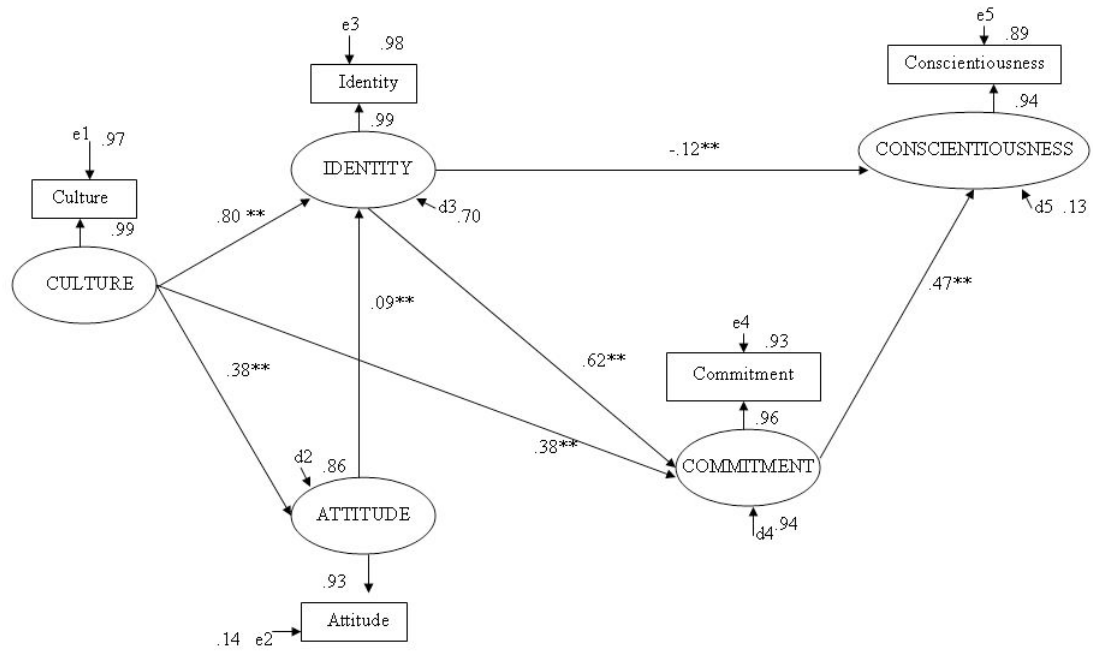 e3
.98
Identity
.99
IDENTITY
e5
.89
Conscientiousness
.94
CONSCIENTIOUSNESS
-.12**
e1 .97
Culture
.99
CULTURE
.80 **
d3 .70
d5 .13
.09**
.47**
e4
.93
Commitment
.96
COMMITMENT
.62**
.38**
.38**
d2
.86
ATTITUDE
d4 .94
.93
Attitude
.14 e2